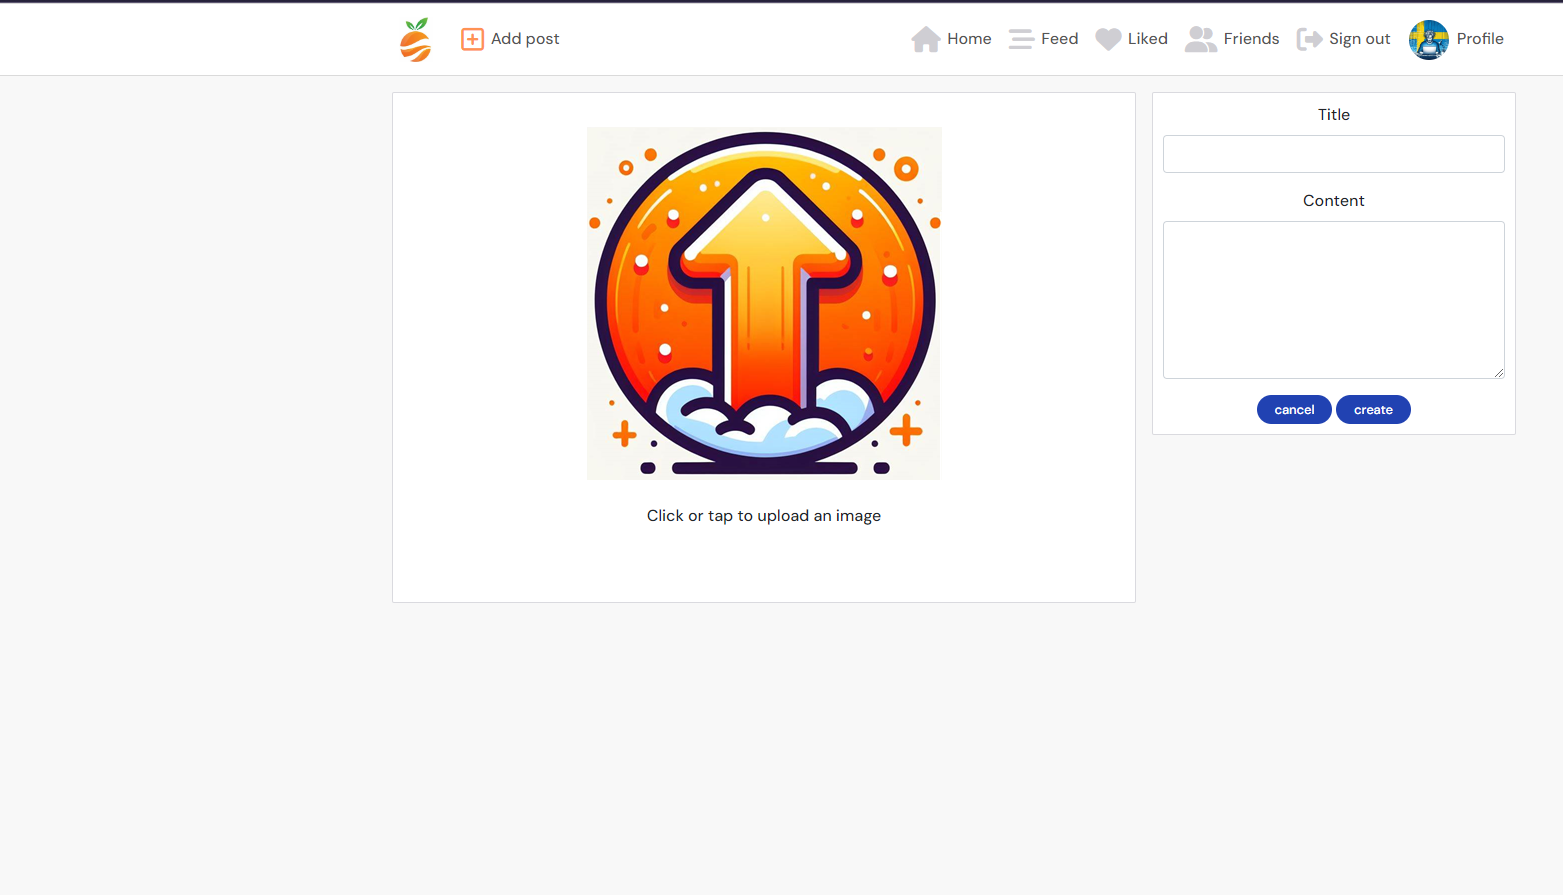 Add post
Home
Feed
Liked
Friends
Sign out
Profile
Click or tap to upload an image
Title
Content
cancel
create